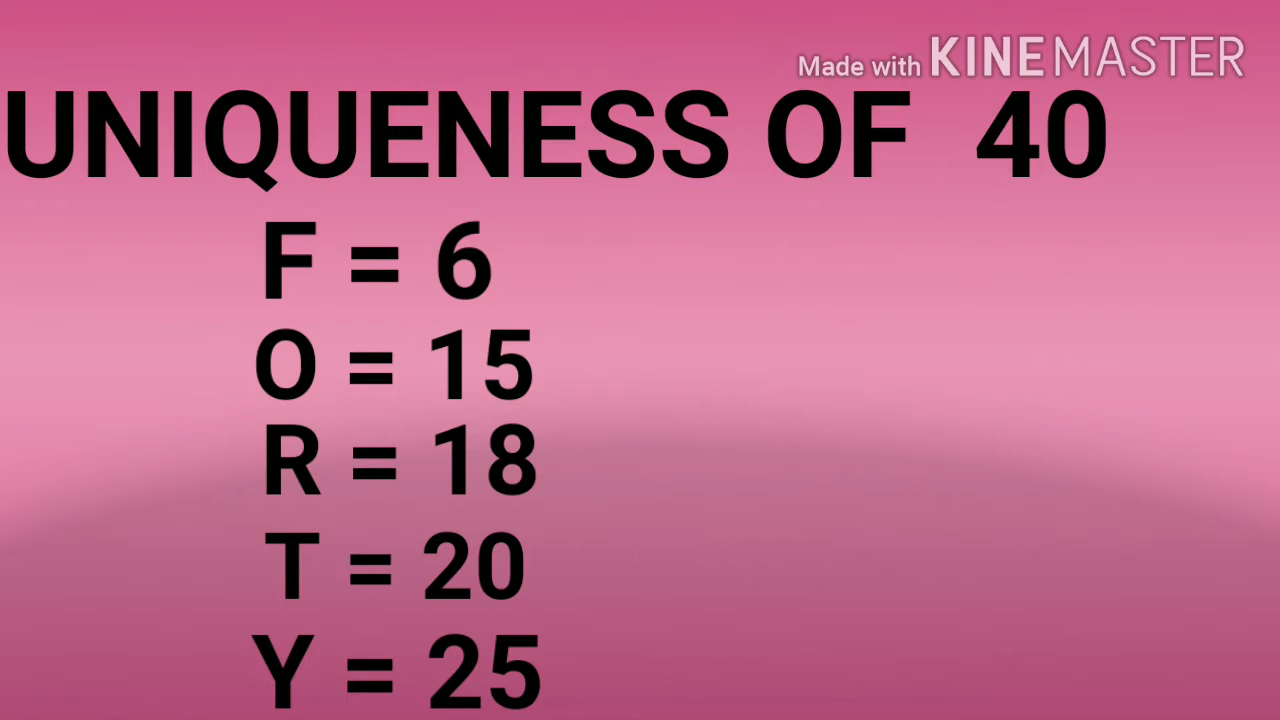 Made with KINEMASTER
UNIQUENESS OF 40
F = 6
O = 15
R = 18
T = 20
Y = 25